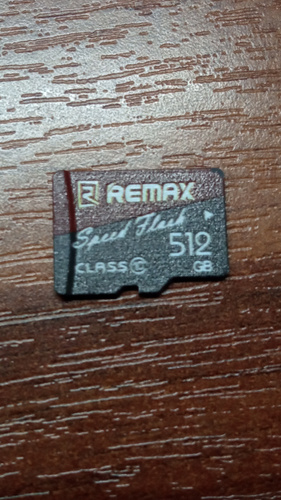 REMAX
Speed Flash
512
CLASS
GB